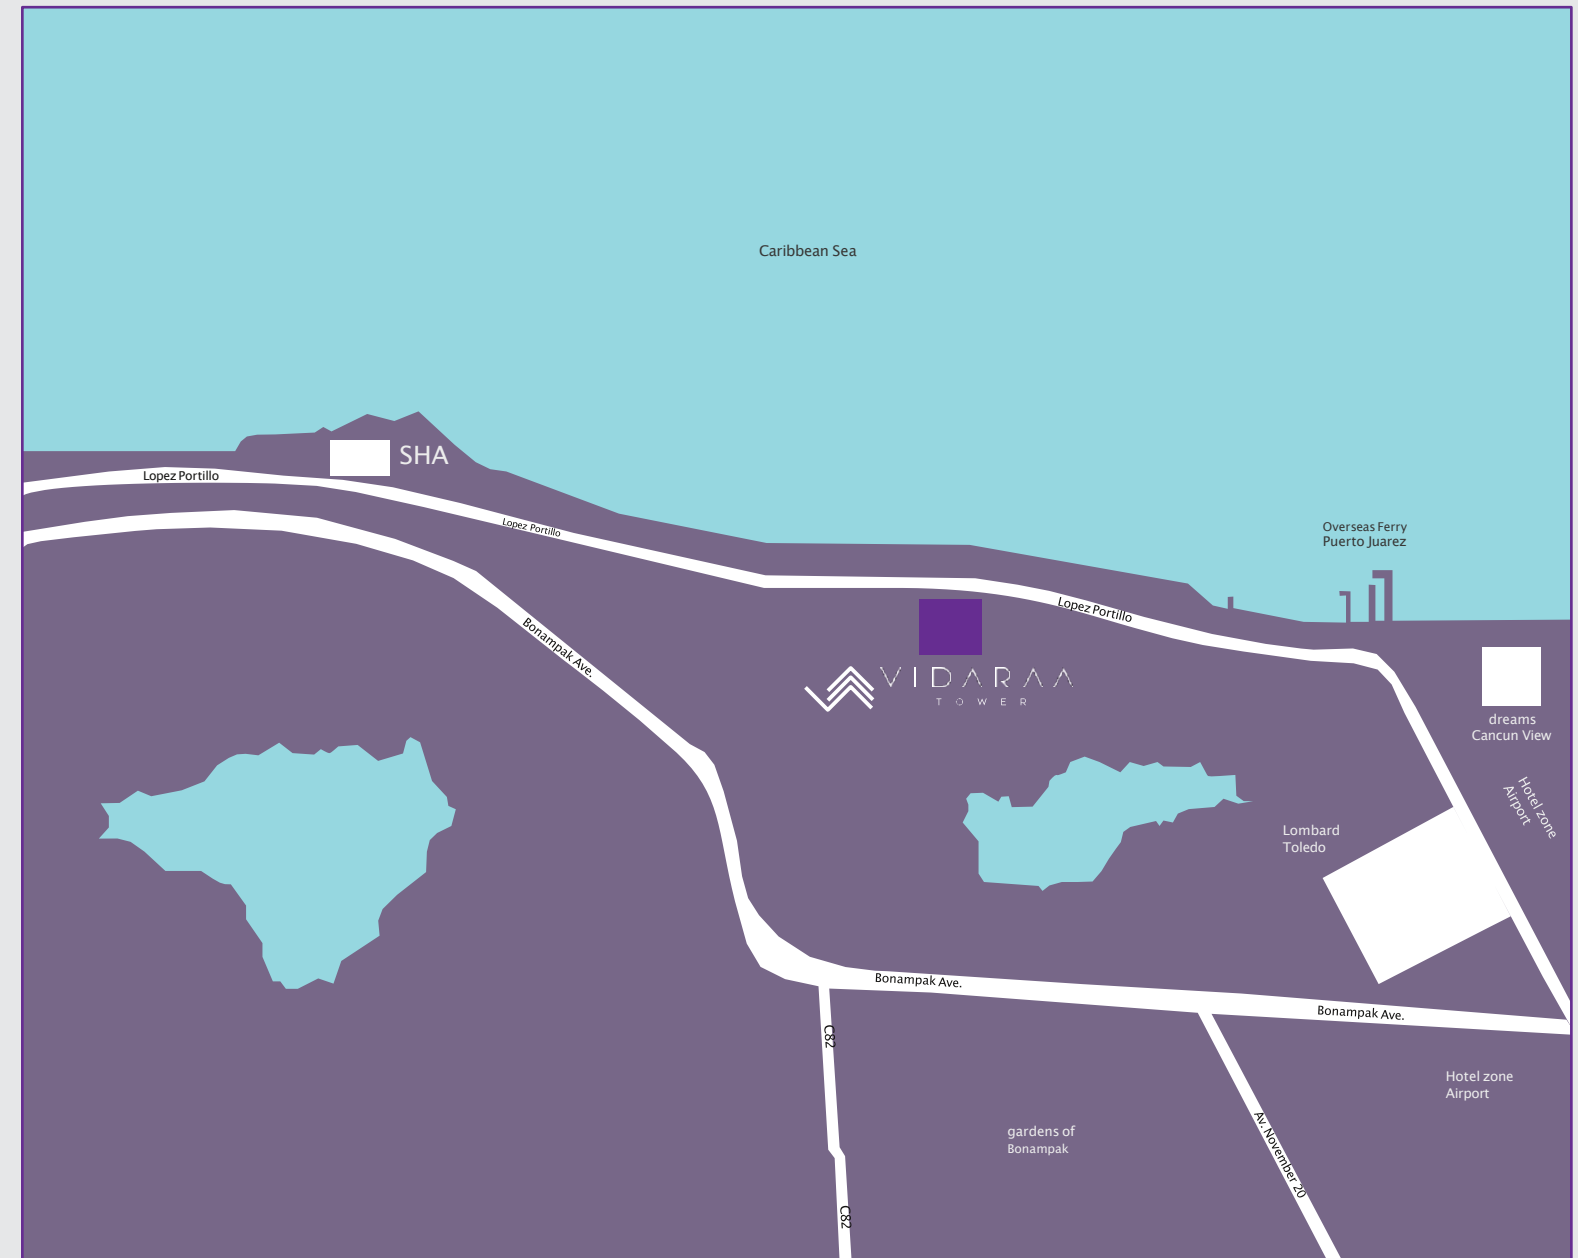 Caribbean Sea
SHA
Lopez Portillo
Lopez Portillo
Overseas Ferry
Puerto Juarez
Lopez Portillo
Bonampak Ave.
VIDARAA
TOWER
dreams
Cancun View
Hotel zone
Airport
Lombard
Toledo
Bonampak Ave.
Bonampak Ave.
C82
Hotel zone
Airport
gardens of
Bonampak
Av. November 20
C82